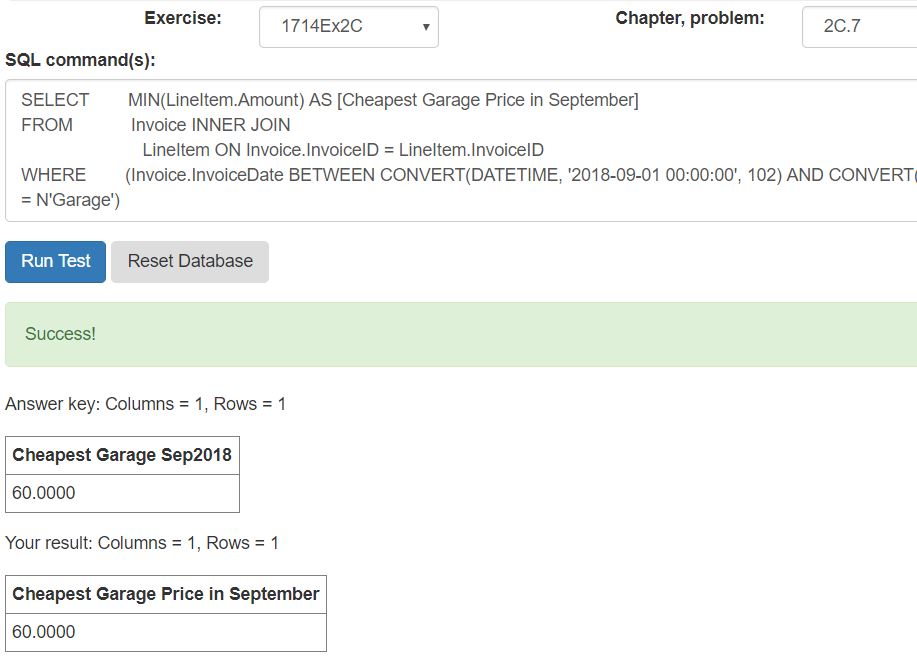 Exercise: 1714Ex2C Chapter, problem: 2C.7
SQL command(s):
SELECT MIN(LineItem.Amount) AS [Cheapest Garage Price in September]
FROM Invoice INNER JOIN
LineItem ON Invoice.InvoiceID = LineItem.InvoiceID
WHERE (Invoice.InvoiceDate BETWEEN CONVERT(DATETIME, '2018-09-01 00:00:00', 102) AND CONVERT(
= N'Garage')
Run Test Reset Database
Success!
Answer key: Columns = 1, Rows = 1
Cheapest Garage Sep2018
60.0000
Your result: Columns = 1, Rows = 1
Cheapest Garage Price in September
60.0000